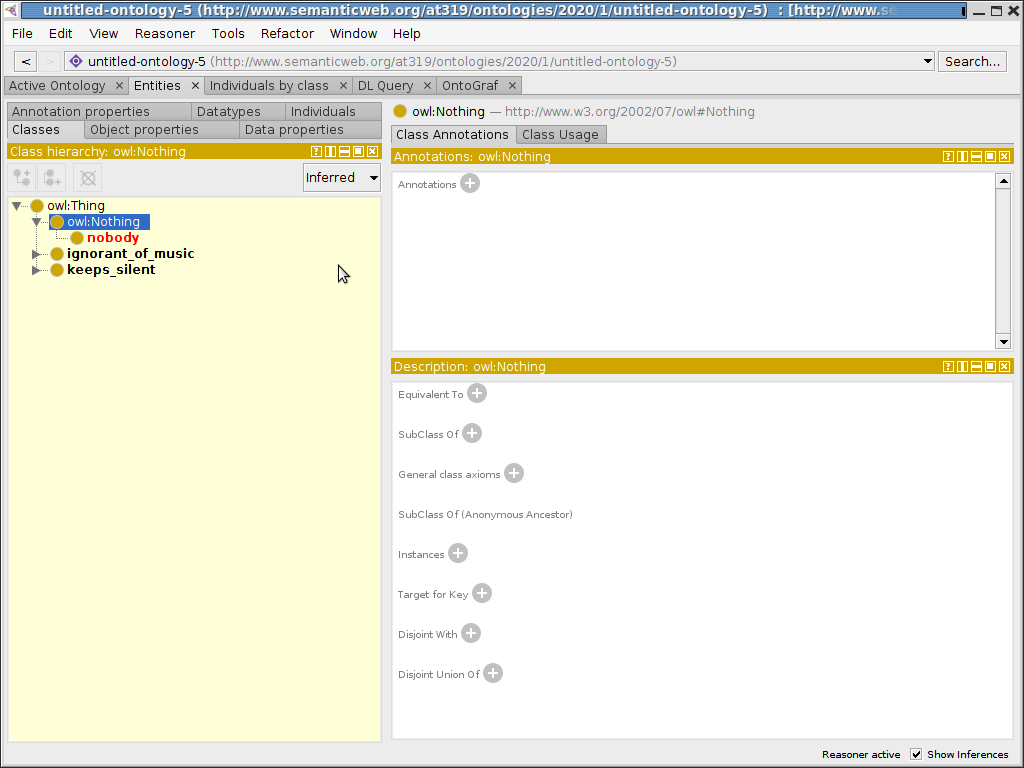 untitled-ontology-5 (http://www.semanticweb.org/at319/ontologies/2020/1/untitled-ontology-5) : [http://www.se
File Edit View Reasoner Tools Refactor Window Help
< > untitled-ontology-5 (http://www.semanticweb.org/at319/ontologies/2020/1/untitled-ontology-5) Search...
Active Ontology × Entities × Individuals by class × DL Query × OntoGraf ×
Annotation properties Datatypes Individuals
Classes Object properties Data properties
Class hierarchy: owl:Nothing
Inferred
owl:Thing
owl:Nothing
nobody
ignorant_of_music
keeps_silent
owl:Nothing — http://www.w3.org/2002/07/owl#Nothing
Class Annotations Class Usage
Annotations: owl:Nothing
Annotations
Description: owl:Nothing
Equivalent To
SubClass Of
General class axioms
SubClass Of (Anonymous Ancestor)
Instances
Target for Key
Disjoint With
Disjoint Union Of
Reasoner active Show Inferences